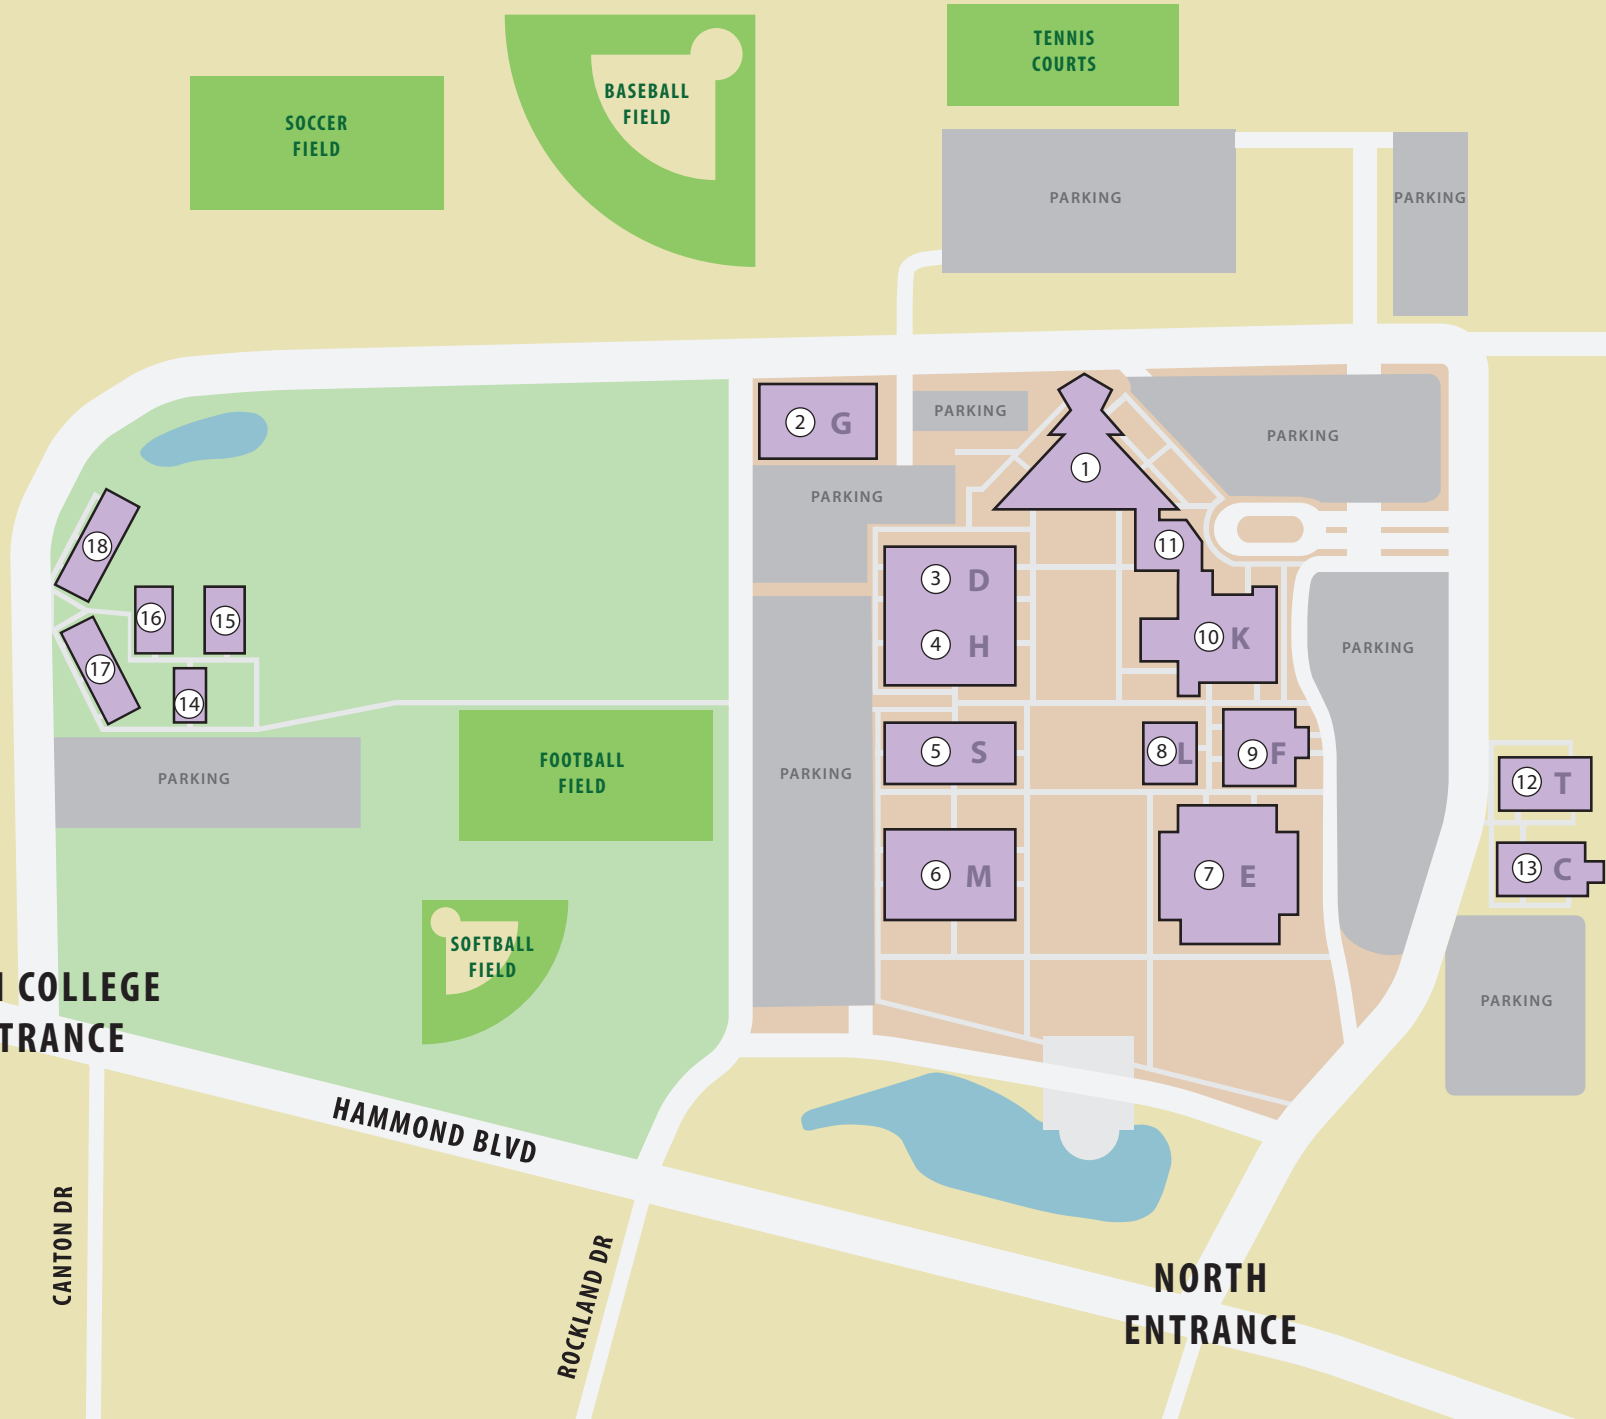 TENNIS
COURTS
BASEBALL
FIELD
SOCCER
FIELD
PARKING
PARKING
PARKING
2 G
PARKING
1
PARKING
11
18
3 D
16
15
10 K
4 H
PARKING
17
14
5 S
8 L
9 F
FOOTBALL
FIELD
PARKING
PARKING
12 T
6 M
7 E
13 C
SOFTBALL
FIELD
COLLEGE
TRANCE
PARKING
HAMMOND BLVD
CANTON DR
ROCKLAND DR
NORTH
ENTRANCE